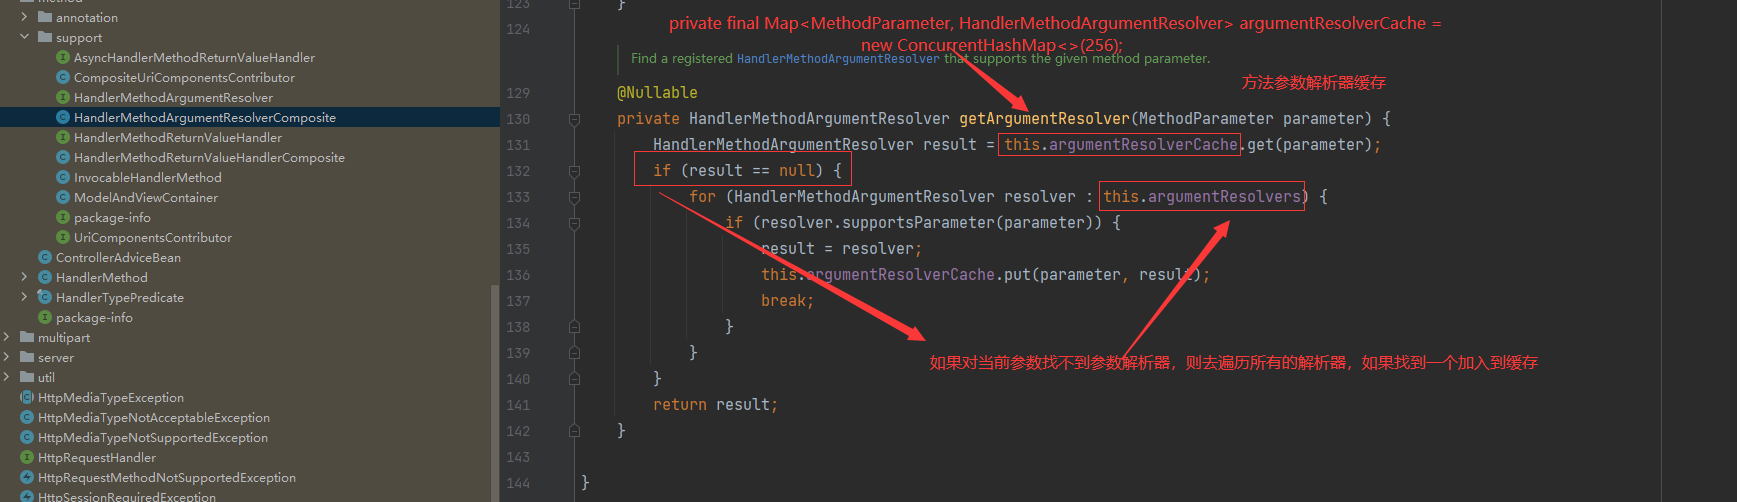 method
annotation
support
AsyncHandlerMethodReturnValueHandler
CompositeUriComponentsContributor
HandlerMethodArgumentResolver
HandlerMethodArgumentResolverComposite
HandlerMethodReturnValueHandler
HandlerMethodReturnValueHandlerComposite
InvocableHandlerMethod
ModelAndViewContainer
package-info
UriComponentsContributor
ControllerAdviceBean
HandlerMethod
HandlerTypePredicate
package-info
multipart
server
util
HttpMediaTypeException
HttpMediaTypeNotAcceptableException
HttpMediaTypeNotSupportedException
HttpRequestHandler
HttpRequestMethodNotSupportedException
HttpSessionRequiredException
123 }
124
private final Map<MethodParameter, HandlerMethodArgumentResolver> argumentResolverCache =
new ConcurrentHashMap<>(256);
Find a registered HandlerMethodArgumentResolver that supports the given method parameter.
方法参数解析器缓存
129 @Nullable
130 private HandlerMethodArgumentResolver getArgumentResolver(MethodParameter parameter) {
131 HandlerMethodArgumentResolver result = this.argumentResolverCache.get(parameter);
132 if (result == null) {
133 for (HandlerMethodArgumentResolver resolver : this.argumentResolvers) {
134 if (resolver.supportsParameter(parameter)) {
135 result = resolver;
136 this.argumentResolverCache.put(parameter, result);
137 break;
138 }
139 }
如果对当前参数找不到参数解析器，则去遍历所有的解析器，如果找到一个加入到缓存
140 }
141 return result;
142 }
143
144 }